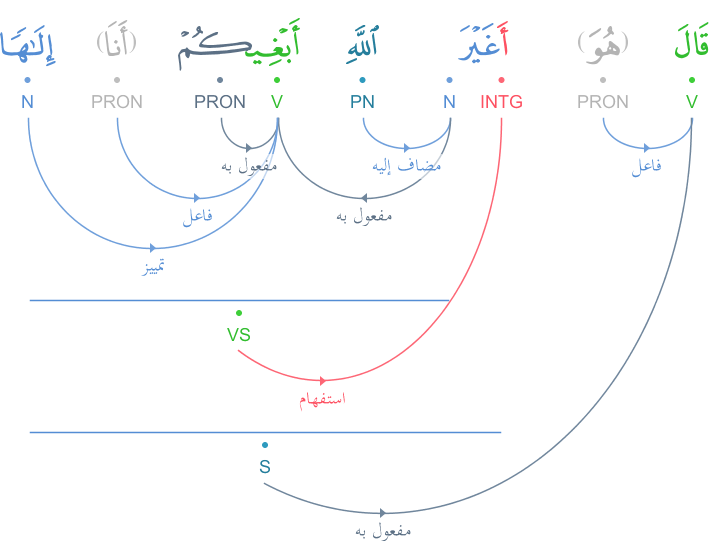 قَالَ (هُوَ) أَغَيْرَ ٱللَّهِ أَبْغِيكُمْ (أَنَا) إِلَٰهًا
V PRON INTG N PN V PRON PRON N
فاعل مضاف إليه مفعول به
فاعل مفعول به
تمييز
VS
استفهام
S
مفعول به